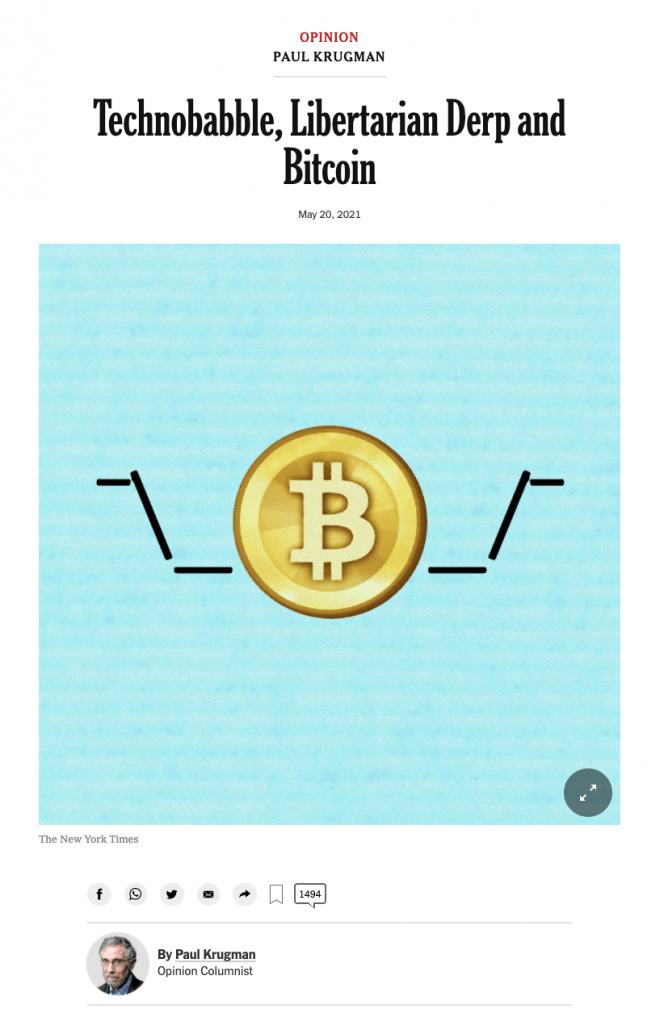 OPINION
PAUL KRUGMAN
Technobabble, Libertarian Derp and
Bitcoin
May 20, 2021
The New York Times
1494
By Paul Krugman
Opinion Columnist